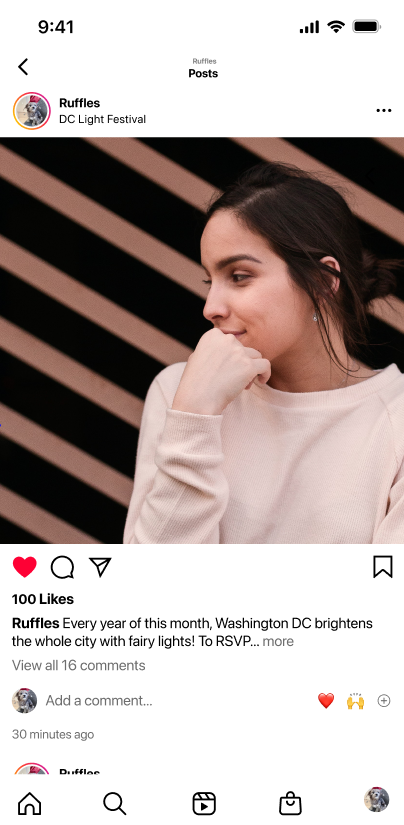 9:41
Ruffles
Posts
Ruffles
DC Light Festival
100 Likes
Ruffles Every year of this month, Washington DC brightens
the whole city with fairy lights! To RSVP... more
View all 16 comments
Add a comment...
30 minutes ago
Ruffles